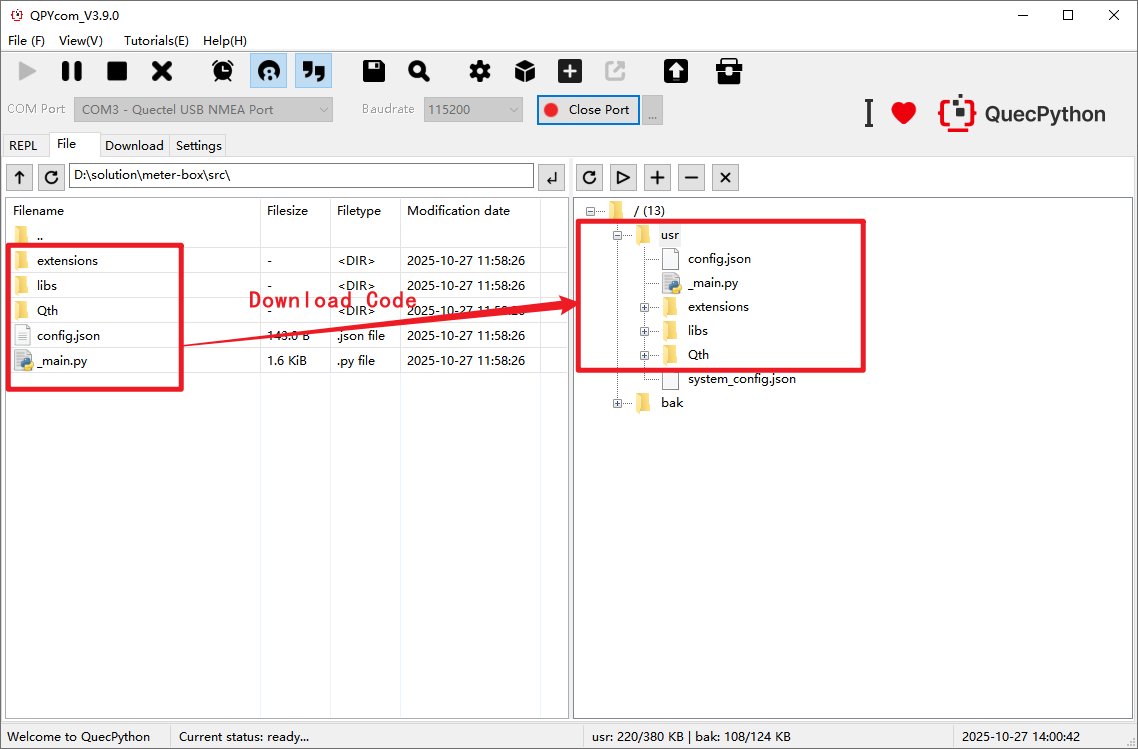 QPYcom_V3.9.0
File (F) View(V) Tutorials(E) Help(H)
COM Port COM3 - Quectel USB NMEA Port Baudrate 115200 Close Port ...
I QuecPython
REPL File Download Settings
D:\solution\meter-box\src\
Filename Filesize Filetype Modification date
..
extensions - <DIR> 2025-10-27 11:58:26
libs - <DIR> 2025-10-27 11:58:26
Qth - <DIR> 2025-10-27 11:58:26
config.json 143.0 B .json file 2025-10-27 11:58:26
_main.py 1.6 KiB .py file 2025-10-27 11:58:26
Download Code
/ (13)
usr
config.json
_main.py
extensions
libs
Qth
system_config.json
bak
Welcome to QuecPython Current status: ready... usr: 220/380 KB | bak: 108/124 KB 2025-10-27 14:00:42